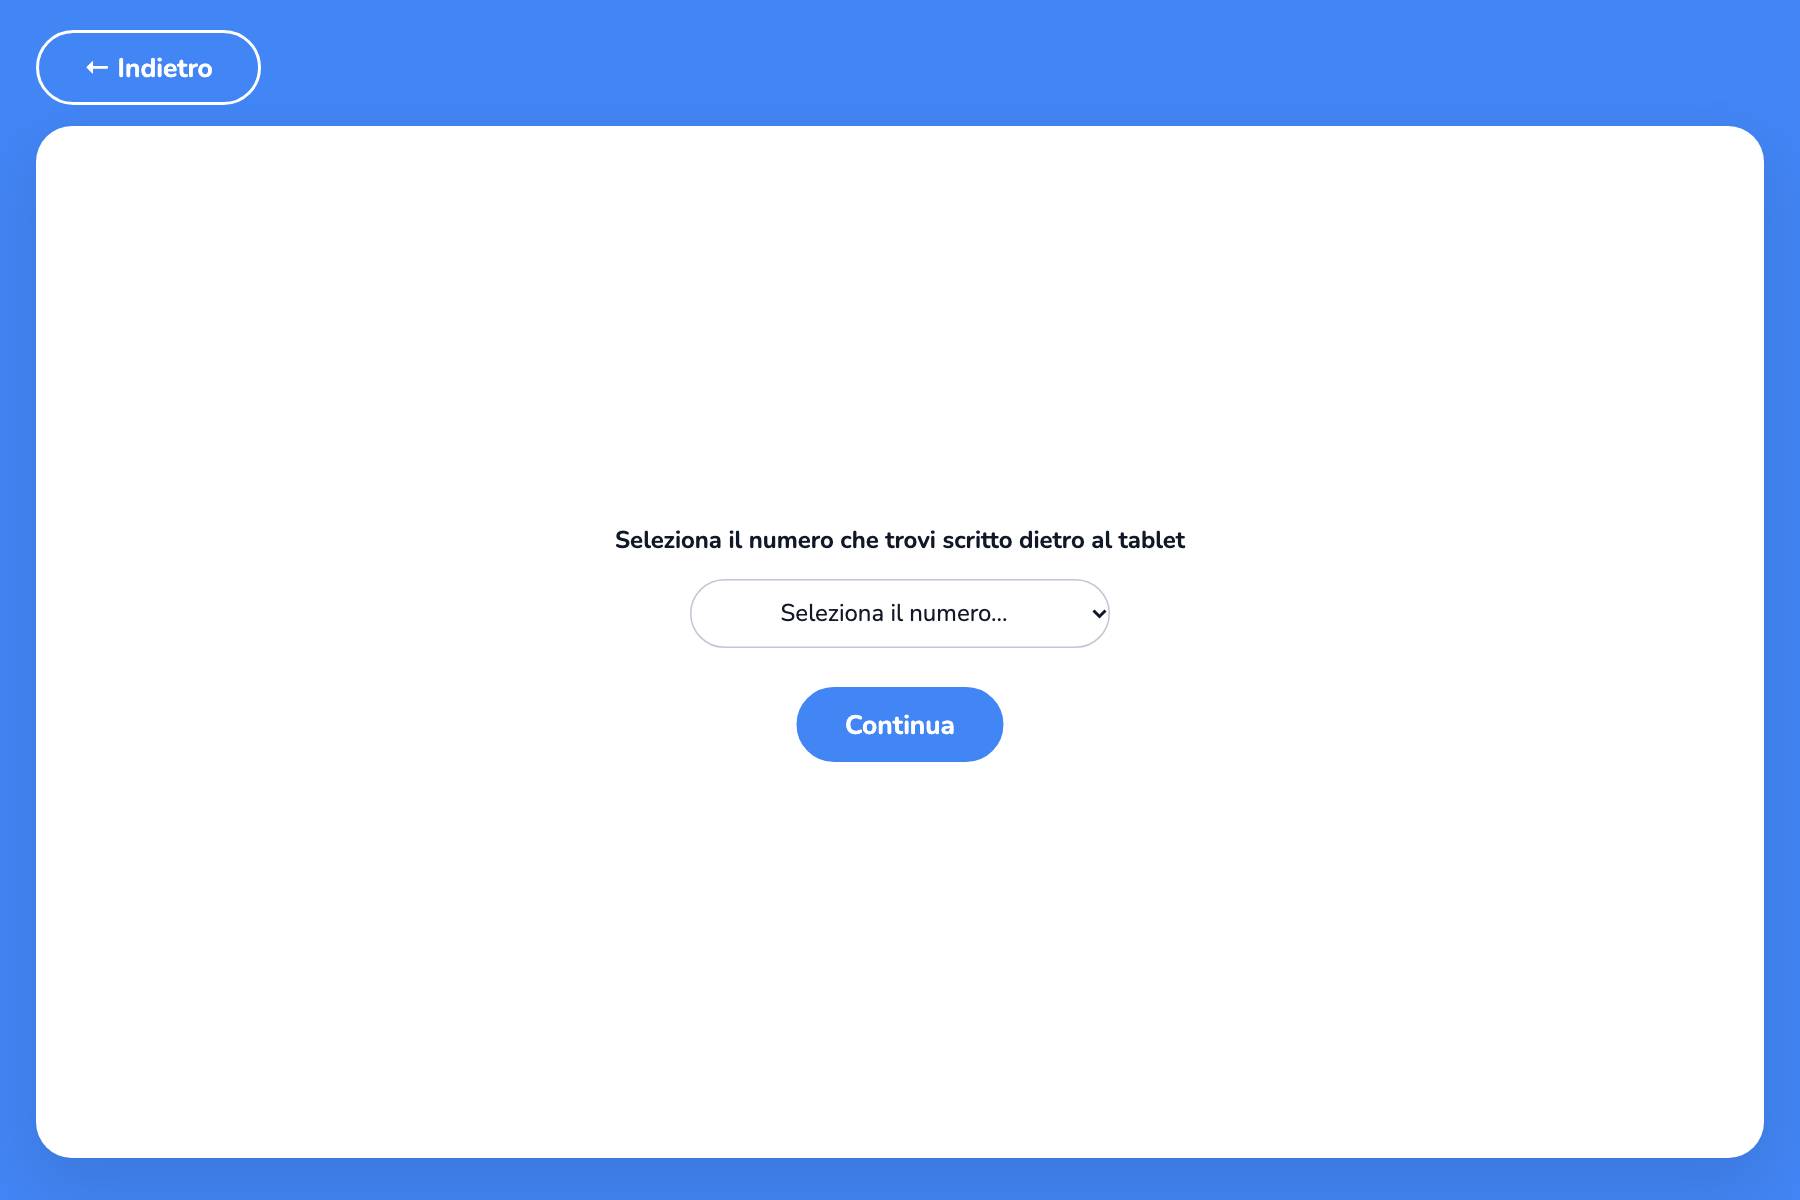 ← Indietro
Seleziona il numero che trovi scritto dietro al tablet
Seleziona il numero...
Continua